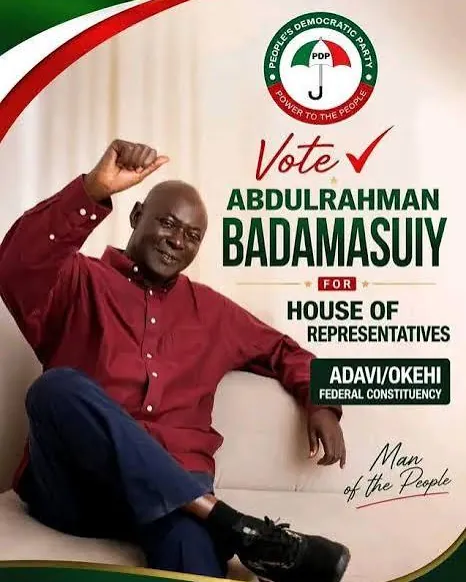 PEOPLE'S DEMOCRATIC PARTY
PDP
POWER TO THE PEOPLE
Vote
ABDULRAHMAN
BADAMASUIY
FOR
HOUSE OF
REPRESENTATIVES
ADAVI/OKEHI
FEDERAL CONSTITUENCY
Man
of the People